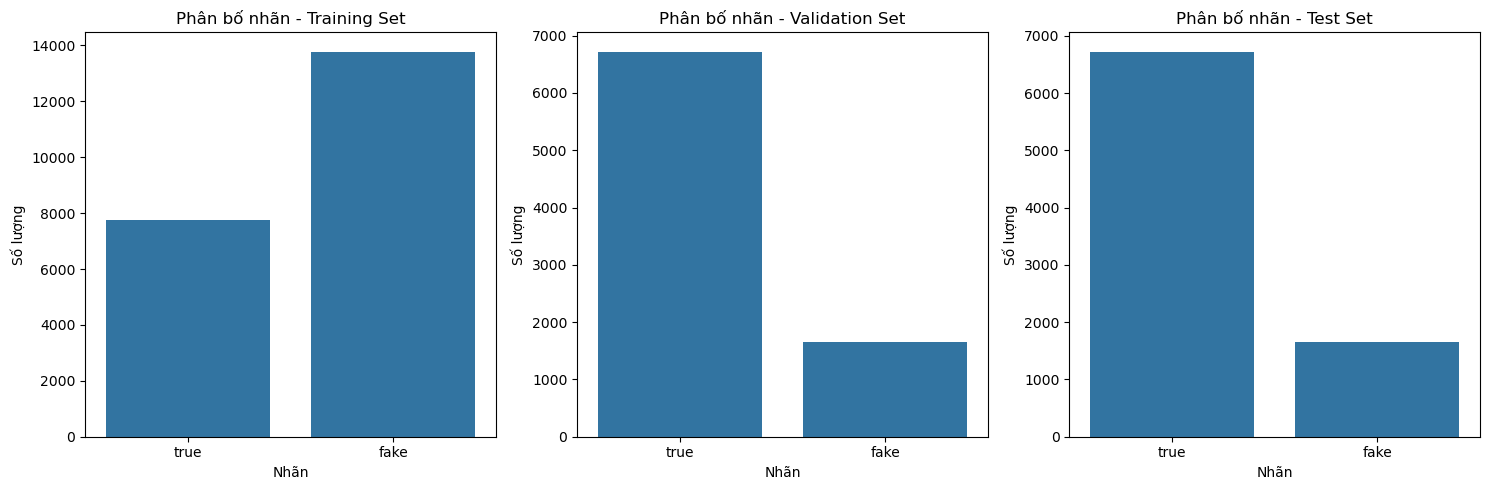 Phân bố nhãn - Training Set
14000
12000
10000
8000
6000
4000
2000
0
Số lượng
true fake
Nhãn
Phân bố nhãn - Validation Set
7000
6000
5000
4000
3000
2000
1000
0
Số lượng
true fake
Nhãn
Phân bố nhãn - Test Set
7000
6000
5000
4000
3000
2000
1000
0
Số lượng
true fake
Nhãn